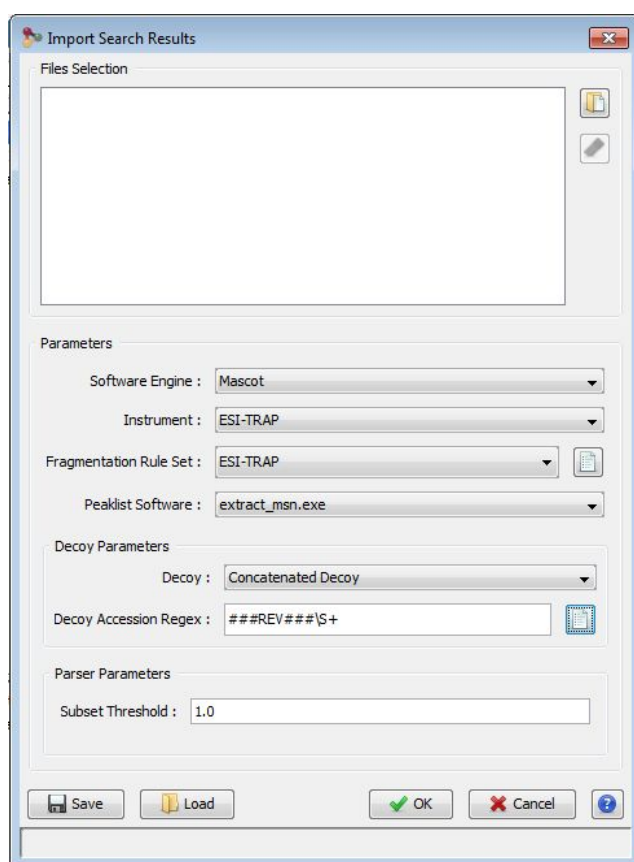 Import Search Results
Files Selection
Parameters
Software Engine : Mascot
Instrument : ESI-TRAP
Fragmentation Rule Set : ESI-TRAP
Peaklist Software : extract_msn.exe
Decoy Parameters
Decoy : Concatenated Decoy
Decoy Accession Regex : ###REV###\S+
Parser Parameters
Subset Threshold : 1.0
Save Load OK Cancel ?